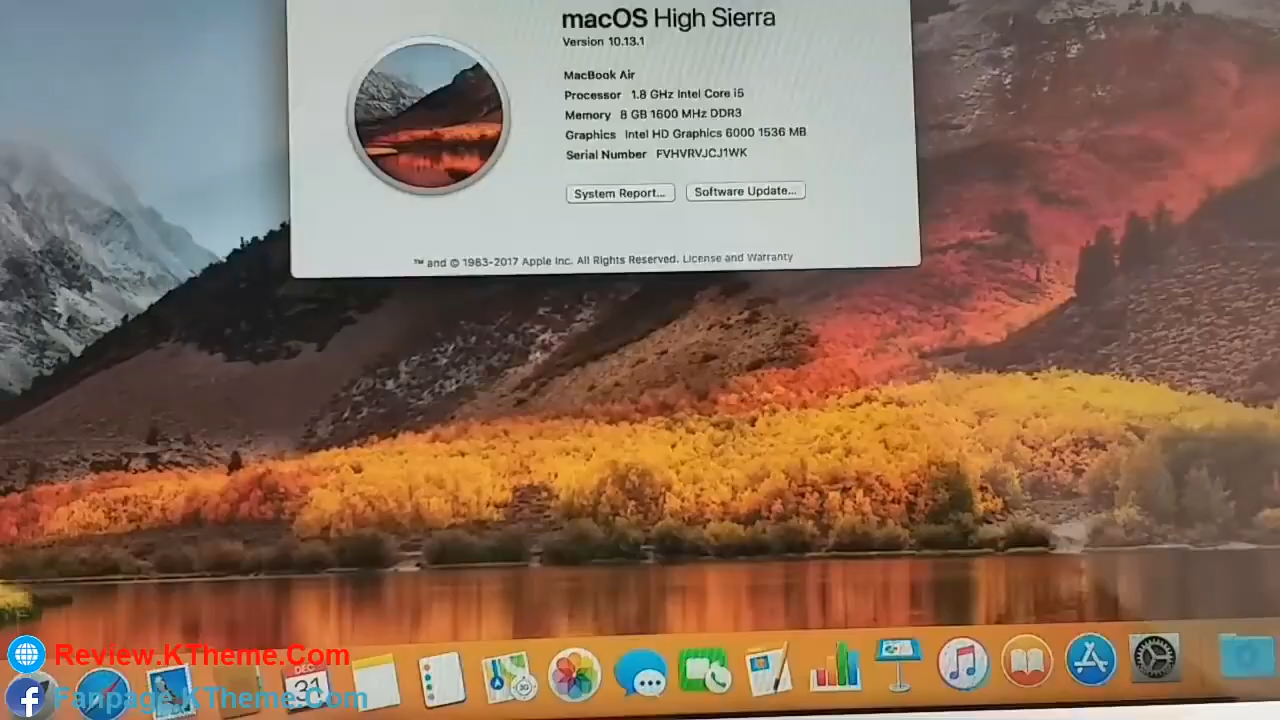 macOS High Sierra
Version 10.13.1
MacBook Air
Processor 1.8 GHz Intel Core i5
Memory 8 GB 1600 MHz DDR3
Graphics Intel HD Graphics 6000 1536 MB
Serial Number FVHVRVJCJ1WK
System Report... Software Update...
™ and © 1983-2017 Apple Inc. All Rights Reserved. License and Warranty
DEC
31
Review.KTheme.Com
Fanpage.KTheme.Com